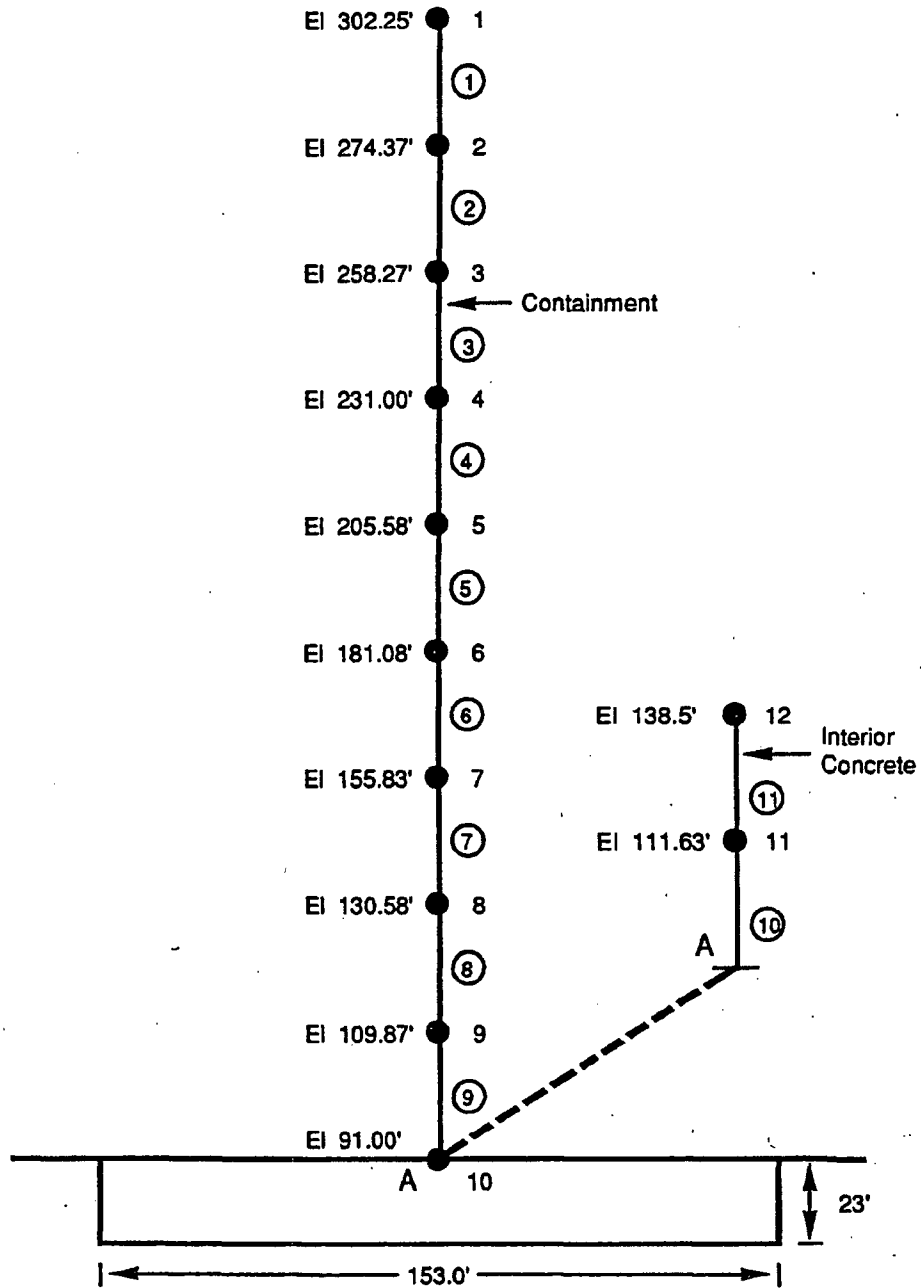 El 302.25' 1
①
El 274.37' 2
②
El 258.27' 3
Containment
③
El 231.00' 4
④
El 205.58' 5
⑤
El 181.08' 6
⑥
El 138.5' 12
Interior
Concrete
El 155.83' 7
⑪
⑦
El 111.63' 11
El 130.58' 8
⑩
A
⑧
El 109.87' 9
⑨
El 91.00'
A 10
23'
153.0'